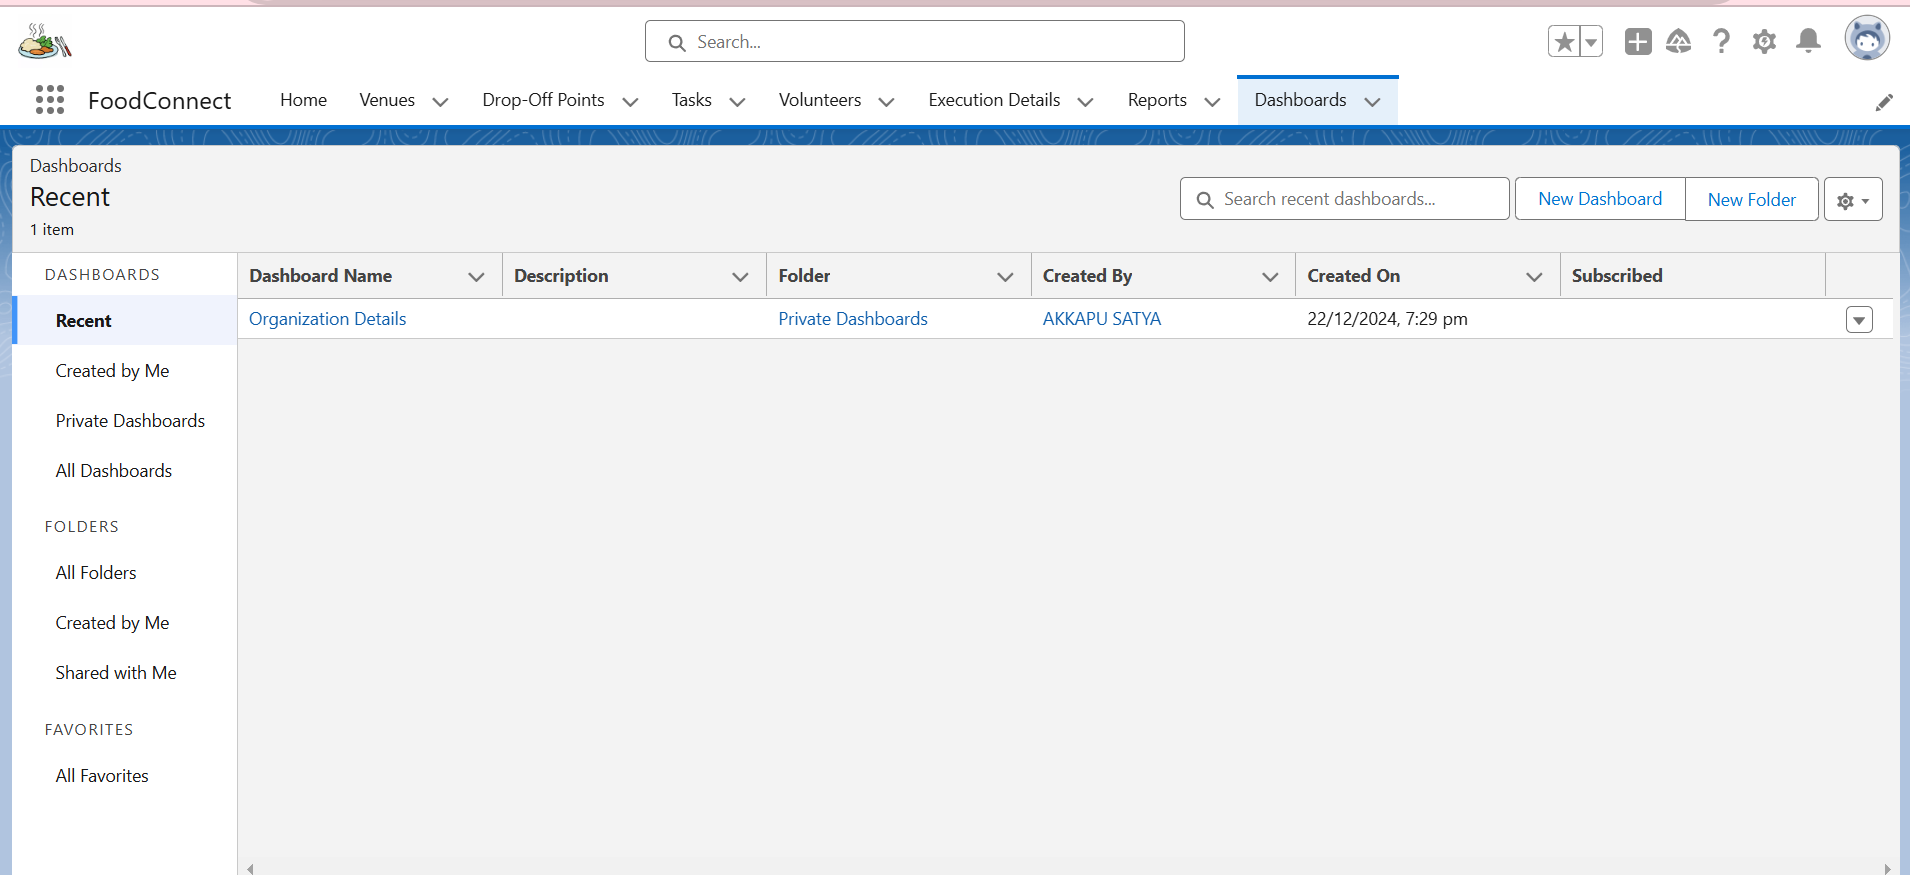 Search...
FoodConnect Home Venues Drop-Off Points Tasks Volunteers Execution Details Reports Dashboards
Dashboards
Recent
1 item
Search recent dashboards... New Dashboard New Folder
DASHBOARDS
Recent
Created by Me
Private Dashboards
All Dashboards
FOLDERS
All Folders
Created by Me
Shared with Me
FAVORITES
All Favorites
Dashboard Name Description Folder Created By Created On Subscribed
Organization Details Private Dashboards AKKAPU SATYA 22/12/2024, 7:29 pm